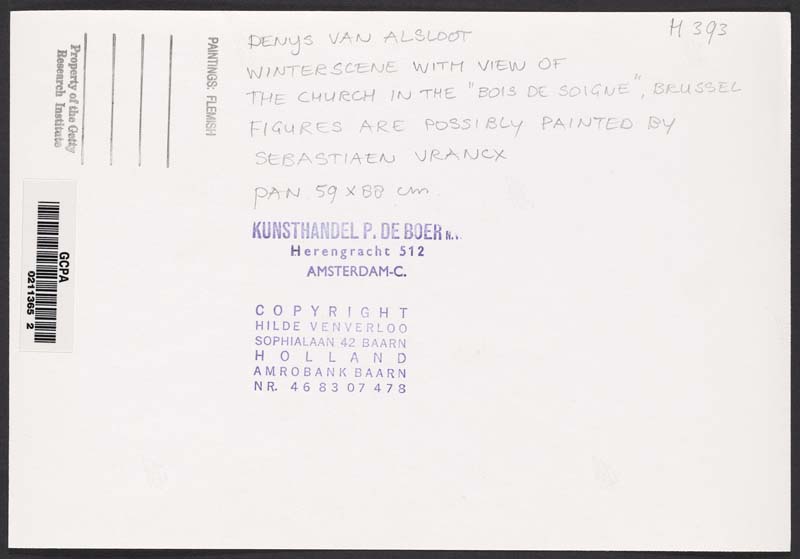 H 393
DENYS VAN ALSLOOT
WINTERSCENE WITH VIEW OF
THE CHURCH IN THE "BOIS DE SOIGNE", BRUSSEL
FIGURES ARE POSSIBLY PAINTED BY
SEBASTIAEN VRANCX
PAN. 59 x 88 cm.
KUNSTHANDEL P. DE BOER N.V.
Herengracht 512
AMSTERDAM-C.
COPYRIGHT
HILDE VENVERLOO
SOPHIALAAN 42 BAARN
HOLLAND
AMROBANK BAARN
NR. 46 83 07 478
PAINTINGS: FLEMISH
Property of the Getty
Research Institute
GCPA
0211365 2